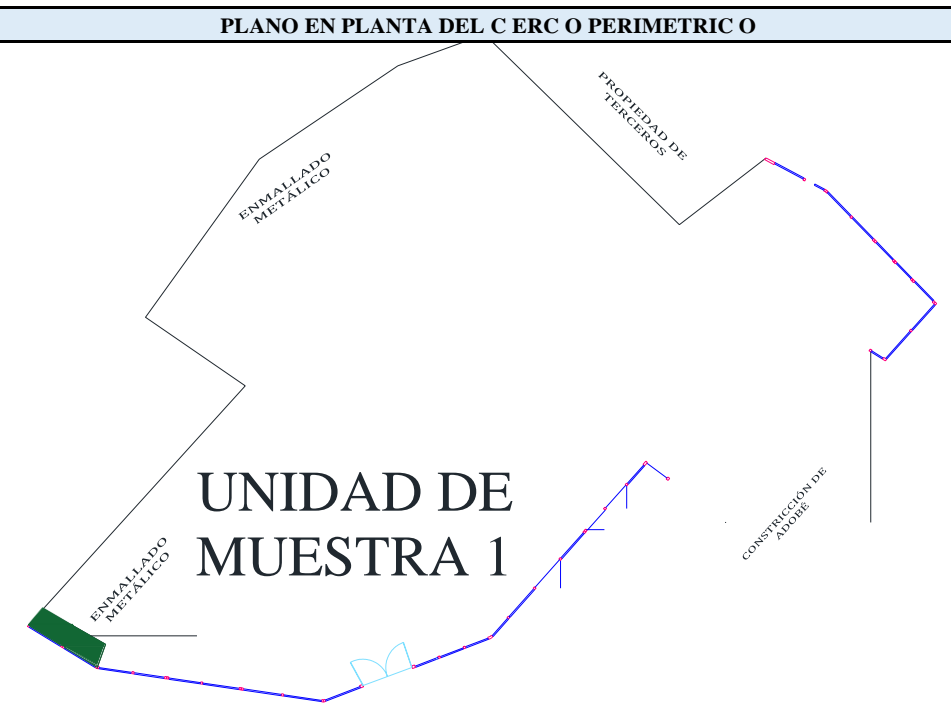 PLANO EN PLANTA DEL C ERC O PERIMETRIC O
PROPIEDAD DE
TERCEROS
ENMALLADO
METÁLICO
UNIDAD DE
MUESTRA 1
CONSTRICCIÓN DE
ADOBÉ
ENMALLADO
METÁLICO